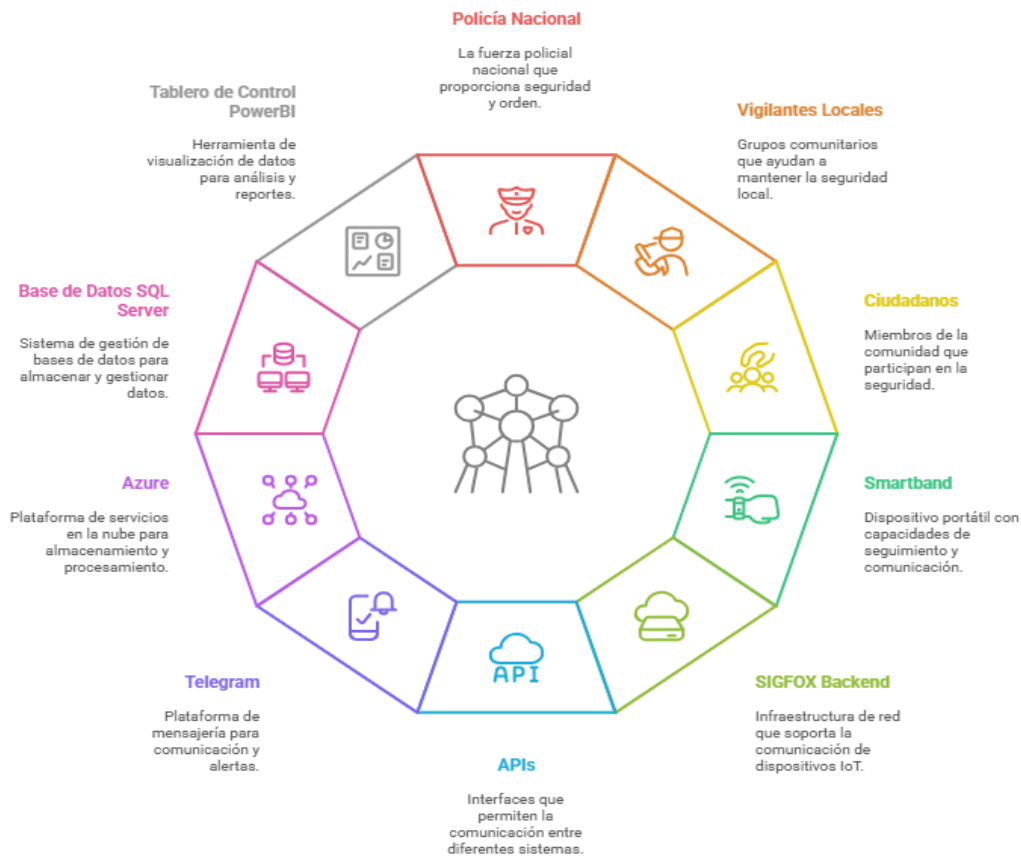 Policía Nacional
La fuerza policial
nacional que
proporciona seguridad
y orden.
Vigilantes Locales
Grupos comunitarios
que ayudan a
mantener la seguridad
local.
Ciudadanos
Miembros de la
comunidad que
participan en la
seguridad.
Smartband
Dispositivo portátil con
capacidades de
seguimiento y
comunicación.
SIGFOX Backend
Infraestructura de red
que soporta la
comunicación de
dispositivos IoT.
API
APIs
Interfaces que
permiten la
comunicación entre
diferentes sistemas.
Telegram
Plataforma de
mensajería para
comunicación y
alertas.
Azure
Plataforma de servicios
en la nube para
almacenamiento y
procesamiento.
Base de Datos SQL
Server
Sistema de gestión de
bases de datos para
almacenar y gestionar
datos.
Tablero de Control
PowerBI
Herramienta de
visualización de datos
para análisis y
reportes.